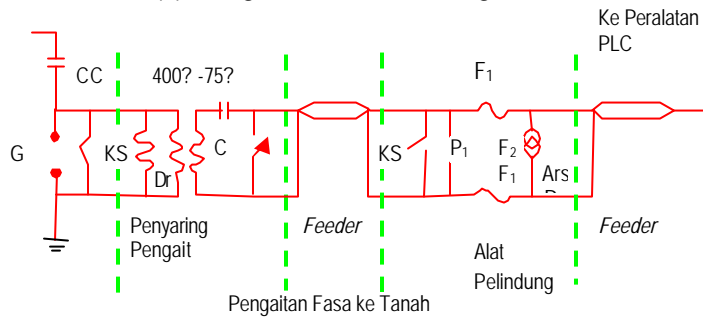 Ke Peralatan
PLC
CC
400? -75?
F1
G
KS
Dr
C
KS
P1
F2
F1
Ars
Penyaring
Pengait
Feeder
Alat
Pelindung
Feeder
Pengaitan Fasa ke Tanah